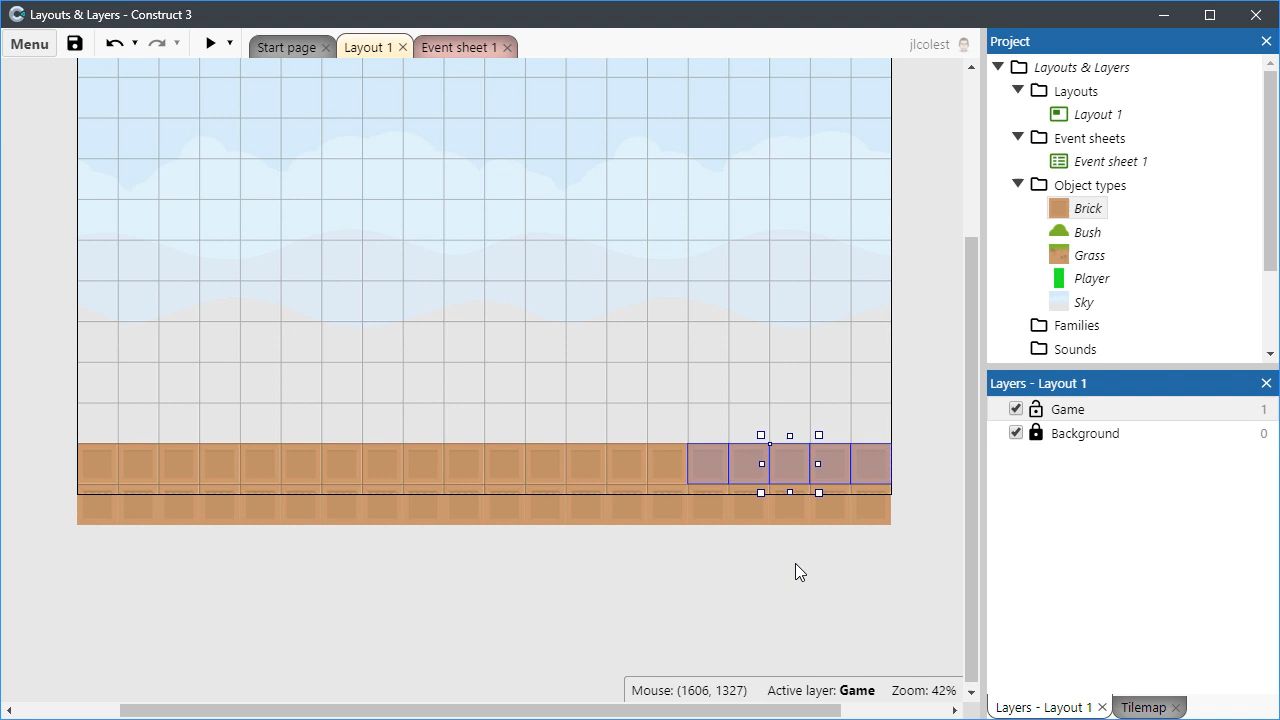 Layouts & Layers - Construct 3
Menu
Start page
Layout 1
Event sheet 1
jlcolest
Project
Layouts & Layers
Layouts
Layout 1
Event sheets
Event sheet 1
Object types
Brick
Bush
Grass
Player
Sky
Families
Sounds
Layers - Layout 1
Game 1
Background 0
Mouse: (1606, 1327) Active layer: Game Zoom: 42%
Layers - Layout 1
Tilemap